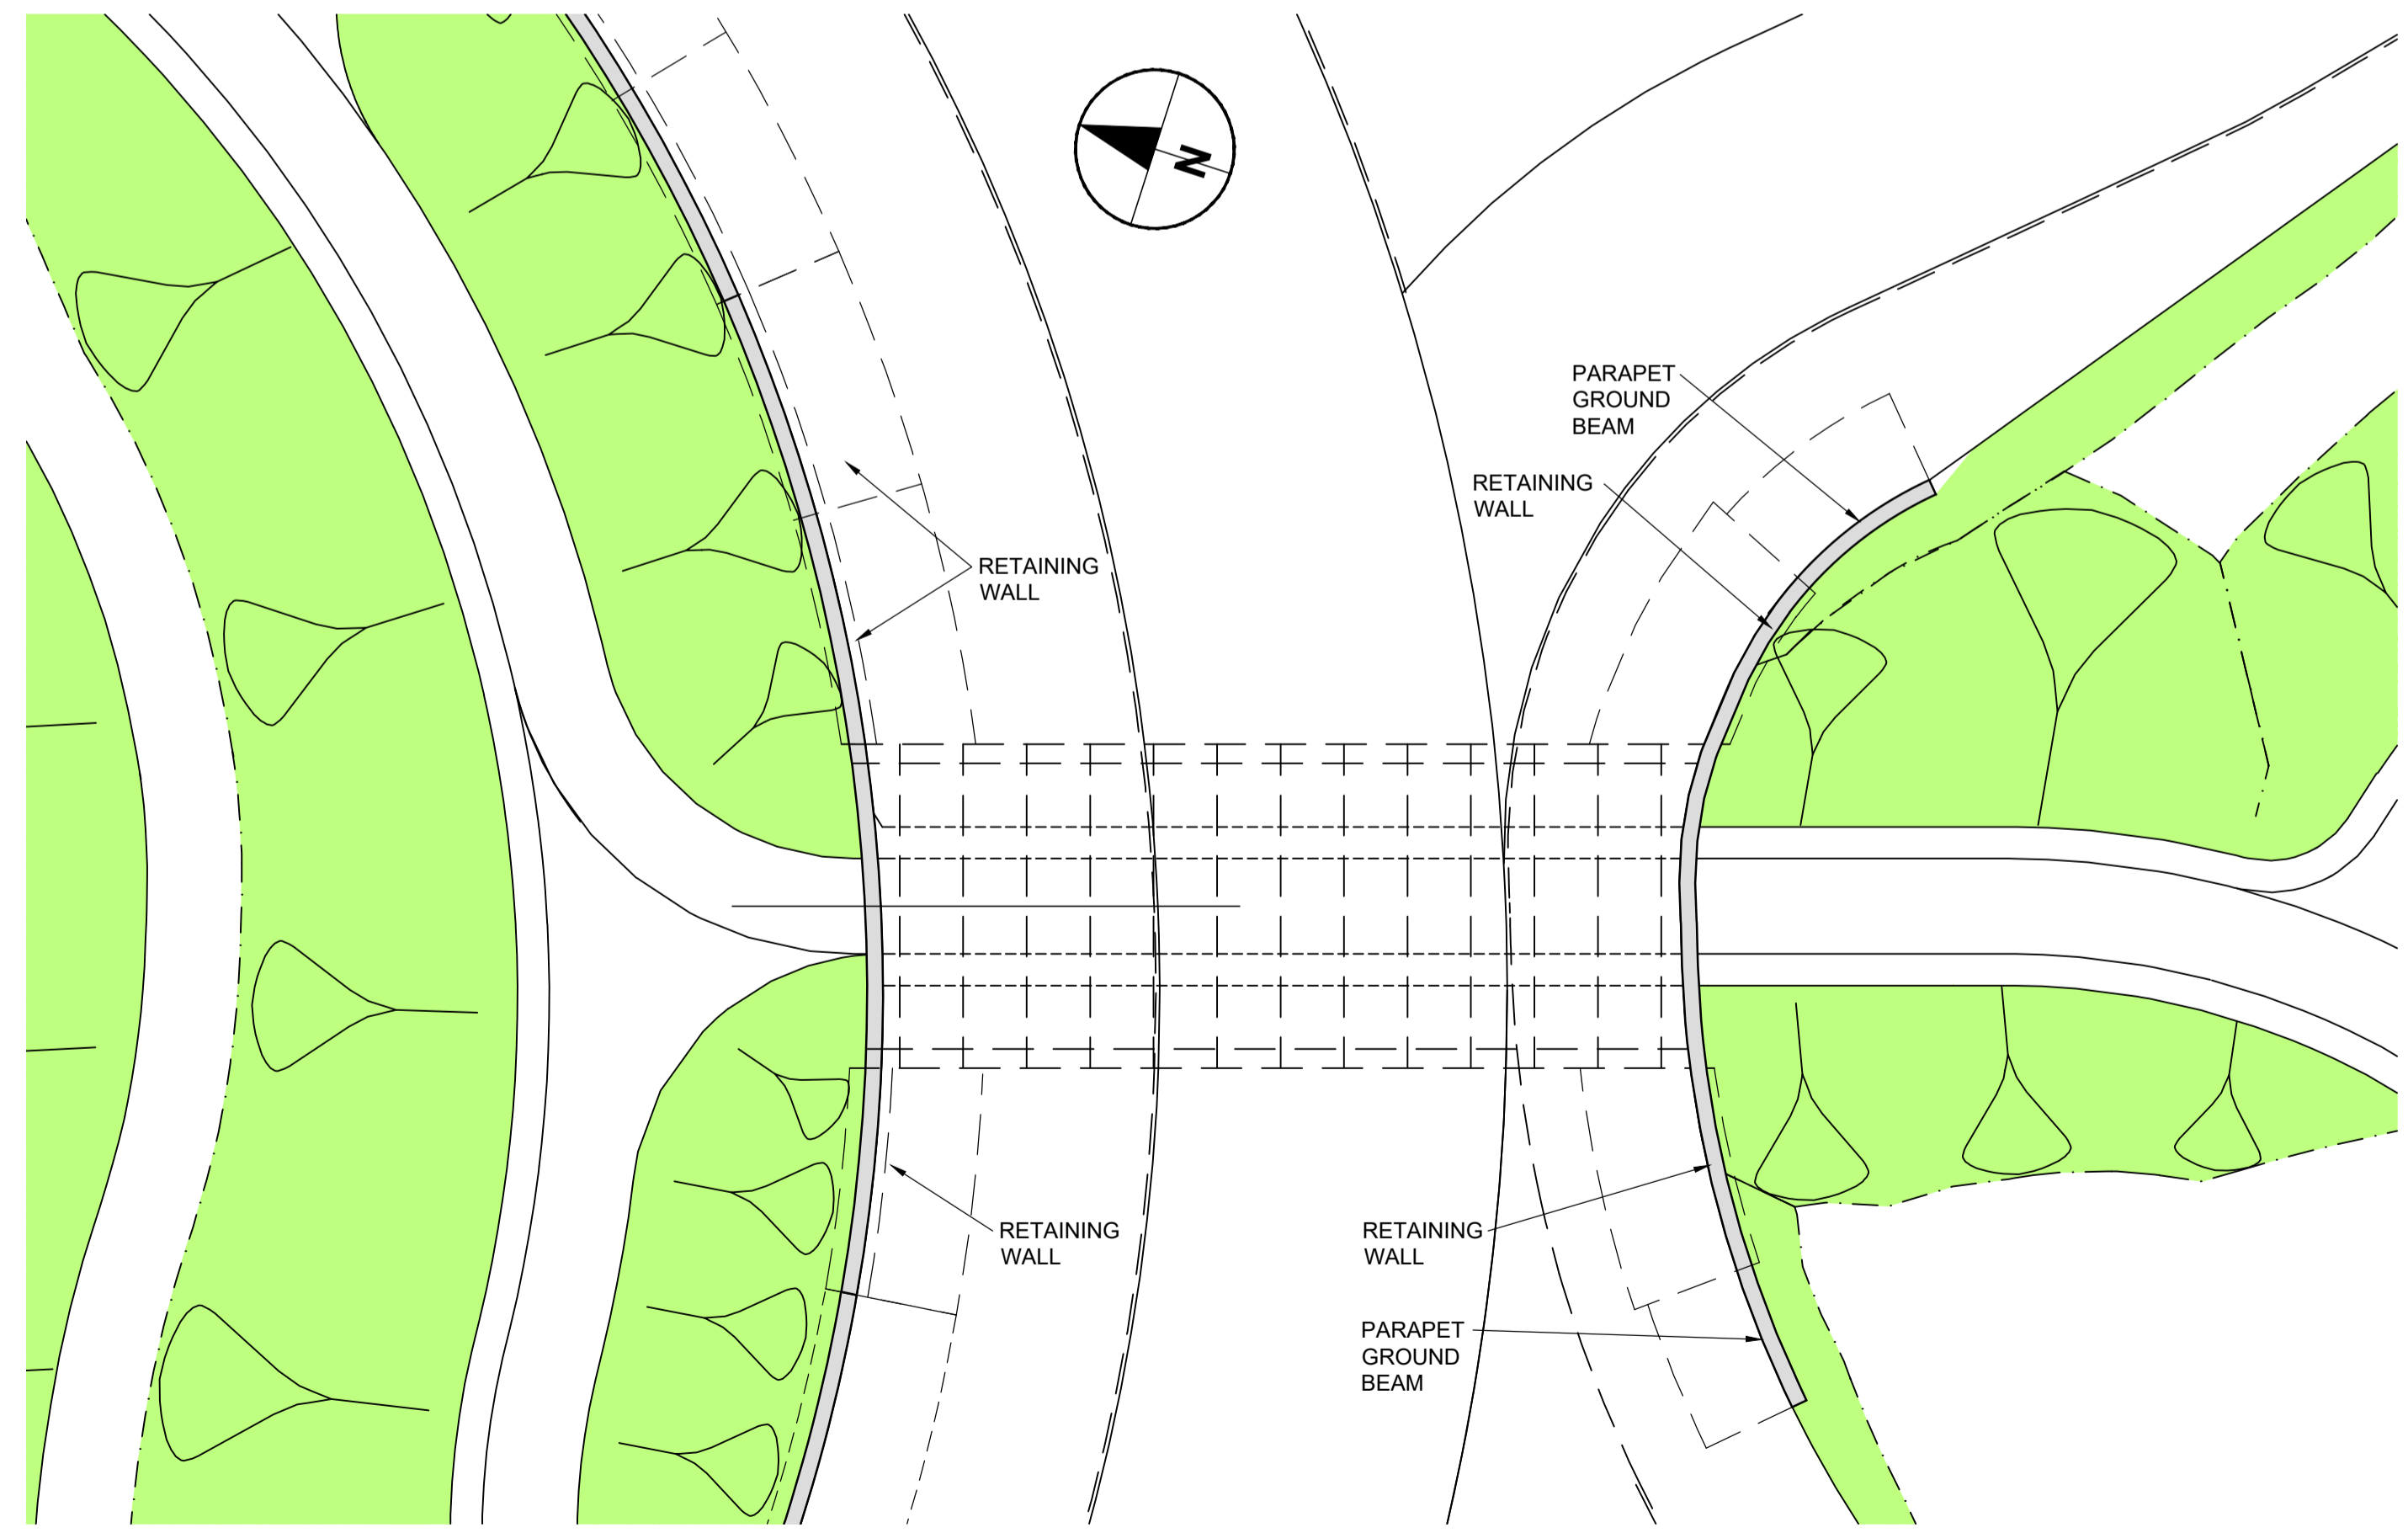 N
PARAPET
GROUND
BEAM
RETAINING
WALL
RETAINING
WALL
RETAINING
WALL
RETAINING
WALL
PARAPET
GROUND
BEAM